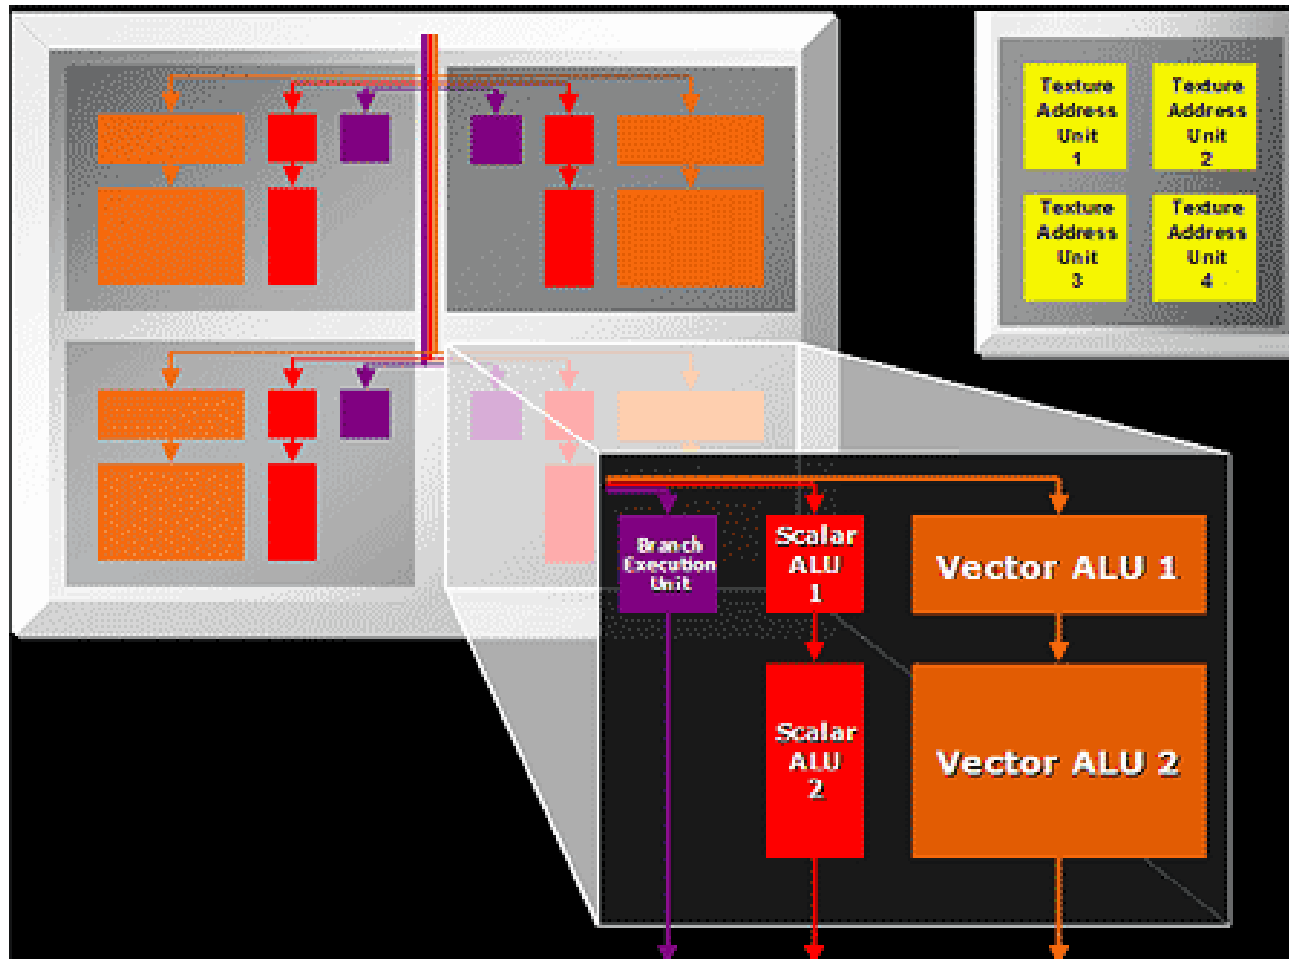 Texture
Address
Unit
1
Texture
Address
Unit
2
Texture
Address
Unit
3
Texture
Address
Unit
4
Branch
Execution
Unit
Scalar
ALU
1
Vector ALU 1
Scalar
ALU
2
Vector ALU 2